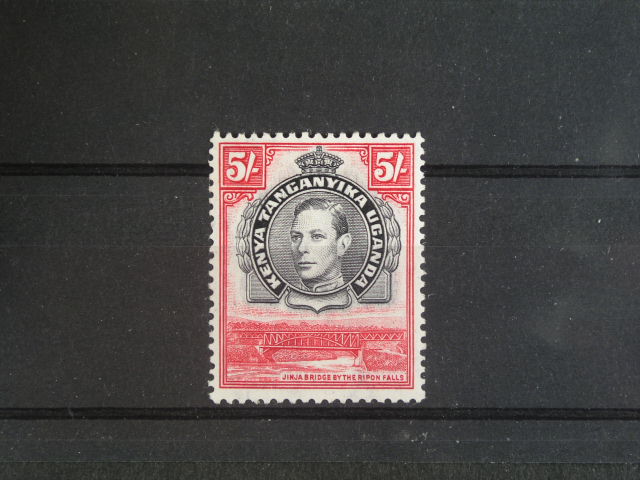 5/- 5/-
KENYA TANGANYIKA UGANDA
JINJA BRIDGE BY THE RIPON FALLS